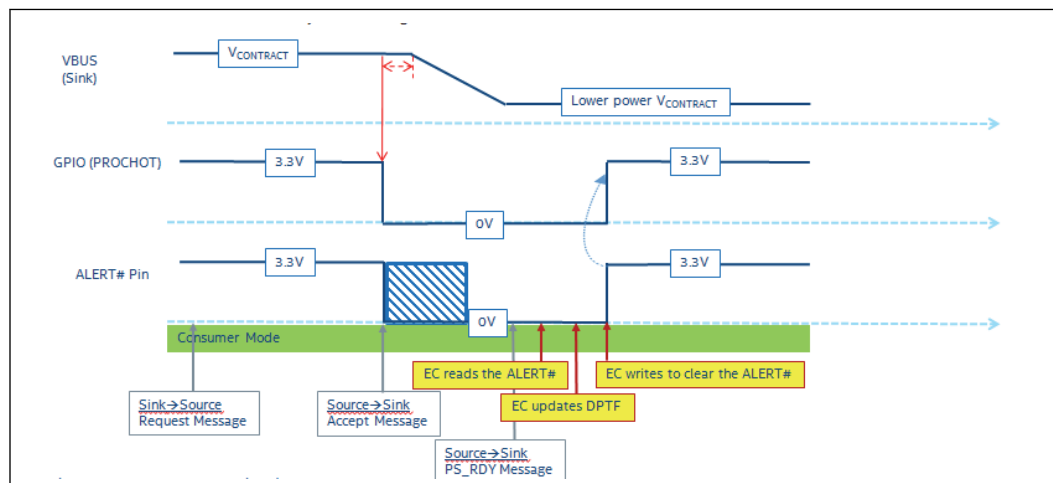 VCONTRACT
VBUS
(Sink)
Lower power VCONTRACT
GPIO (PROCHOT)
3.3V
3.3V
0V
ALERT# Pin
3.3V
3.3V
0V
Consumer Mode
EC reads the ALERT#
EC writes to clear the ALERT#
Sink→Source
Request Message
Source→Sink
Accept Message
EC updates DPTF
Source→Sink
PS_RDY Message